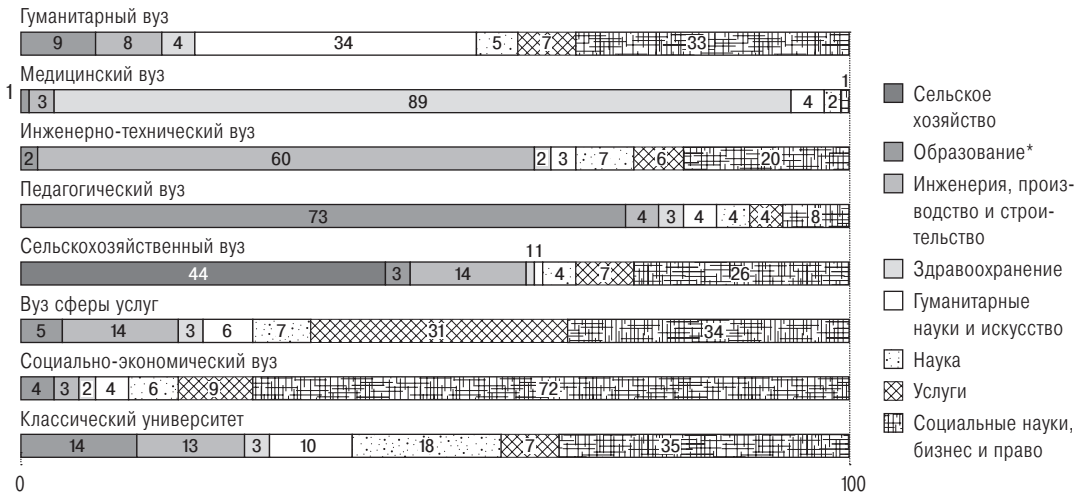 Гуманитарный вуз
9 8 4 34 5 7 33
Медицинский вуз
1
1 3 89 4 2
Инженерно-технический вуз
2 60 2 3 7 6 20
Педагогический вуз
73 4 3 4 4 4 8
Сельскохозяйственный вуз
11
44 3 14 4 7 26
Вуз сферы услуг
5 14 3 6 7 31 34
Социально-экономический вуз
4 3 2 4 6 9 72
Классический университет
14 13 3 10 18 7 35
0 100
Сельское
хозяйство
Образование*
Инженерия, произ-
водство и строи-
тельство
Здравоохранение
Гуманитарные
науки и искусство
Наука
Услуги
Социальные науки,
бизнес и право